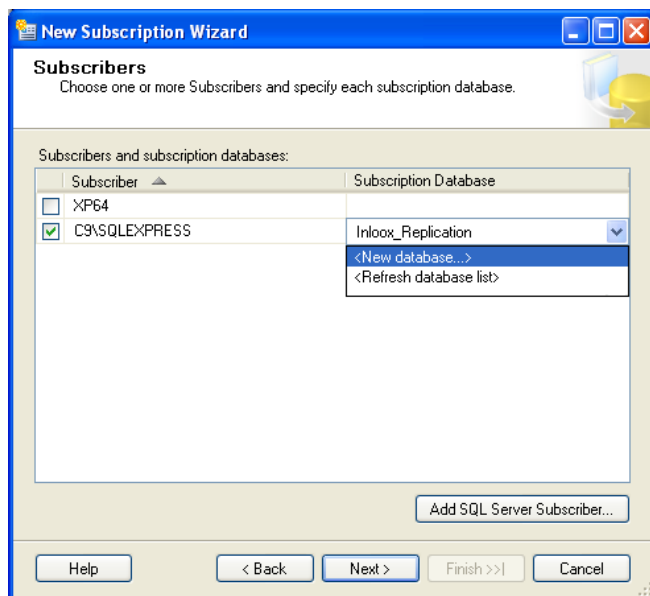 New Subscription Wizard
Subscribers
Choose one or more Subscribers and specify each subscription database.
Subscribers and subscription databases:
Subscriber Subscription Database
XP64
C9\SQLEXPRESS Inloox_Replication
<New database...>
<Refresh database list>
Add SQL Server Subscriber...
Help < Back Next > Finish >>| Cancel